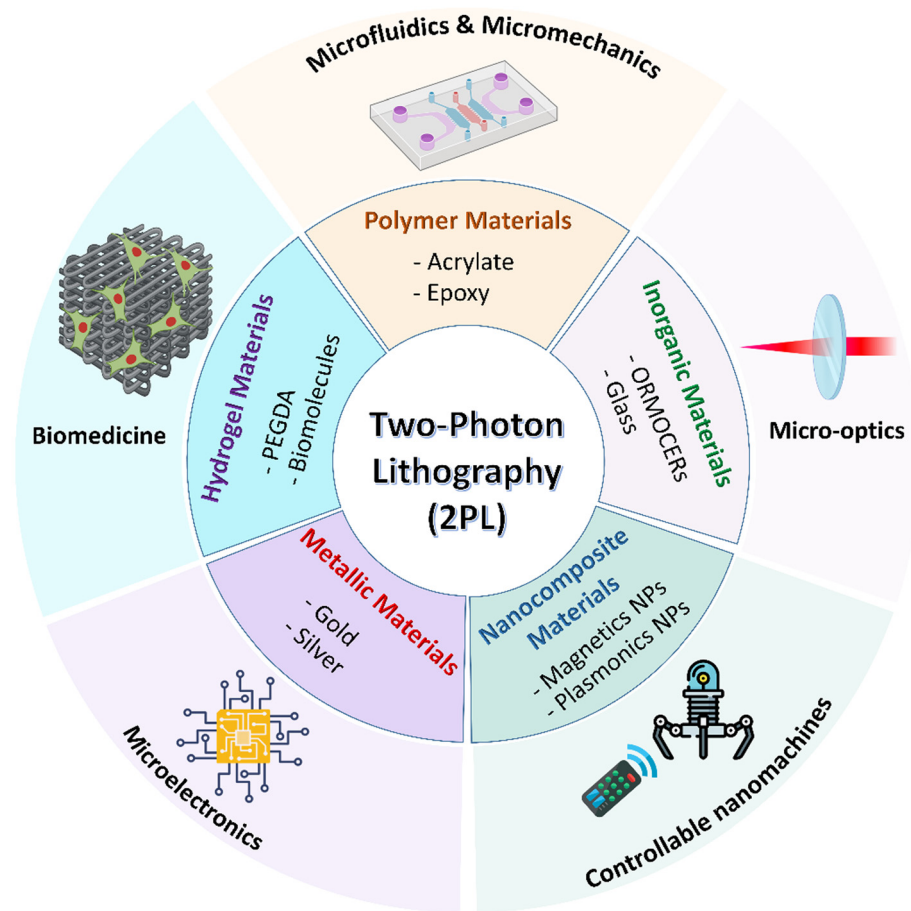 Microfluidics & Micromechanics
Polymer Materials
- Acrylate
- Epoxy
Inorganic Materials
- ORMOCERs
- Glass
Micro-optics
Nanocomposite
Materials
- Magnetics NPs
- Plasmonics NPs
Controllable nanomachines
Metallic Materials
- Gold
- Silver
Microelectronics
Hydrogel Materials
- PEGDA
- Biomolecules
Biomedicine
Two-Photon
Lithography
(2PL)